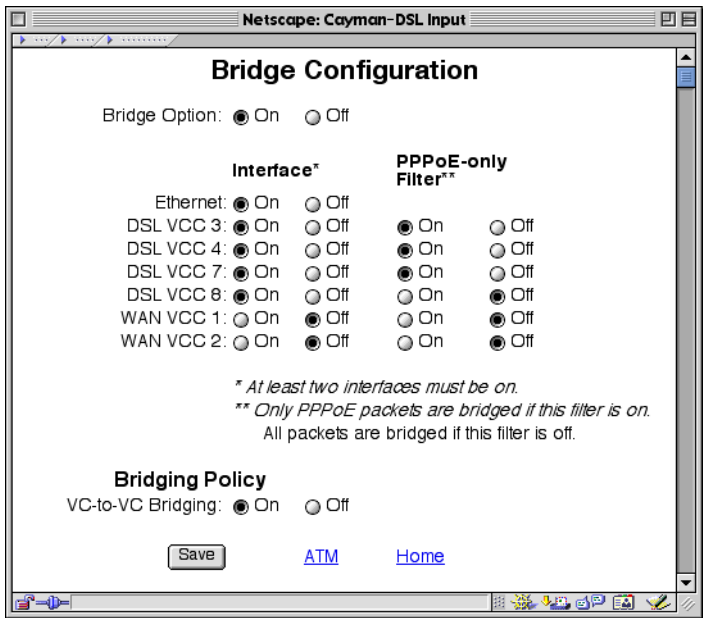 Netscape: Cayman-DSL Input
Bridge Configuration
Bridge Option: On Off
Interface* PPPoE-only Filter**
Ethernet: On Off
DSL VCC 3: On Off On Off
DSL VCC 4: On Off On Off
DSL VCC 7: On Off On Off
DSL VCC 8: On Off On Off
WAN VCC 1: On Off On Off
WAN VCC 2: On Off On Off
* At least two interfaces must be on.
** Only PPPoE packets are bridged if this filter is on.
All packets are bridged if this filter is off.
Bridging Policy
VC-to-VC Bridging: On Off
Save ATM Home